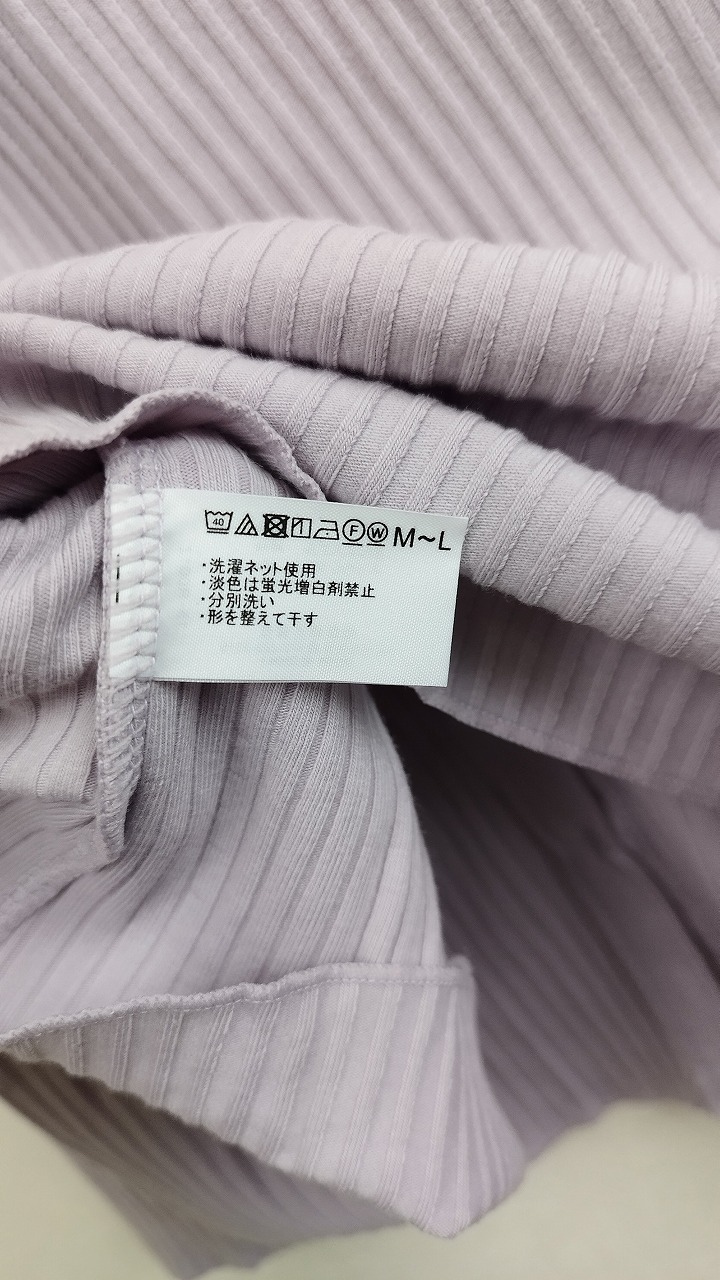 40 F W M～L
・洗濯ネット使用
・淡色は蛍光増白剤禁止
・分別洗い
・形を整えて干す